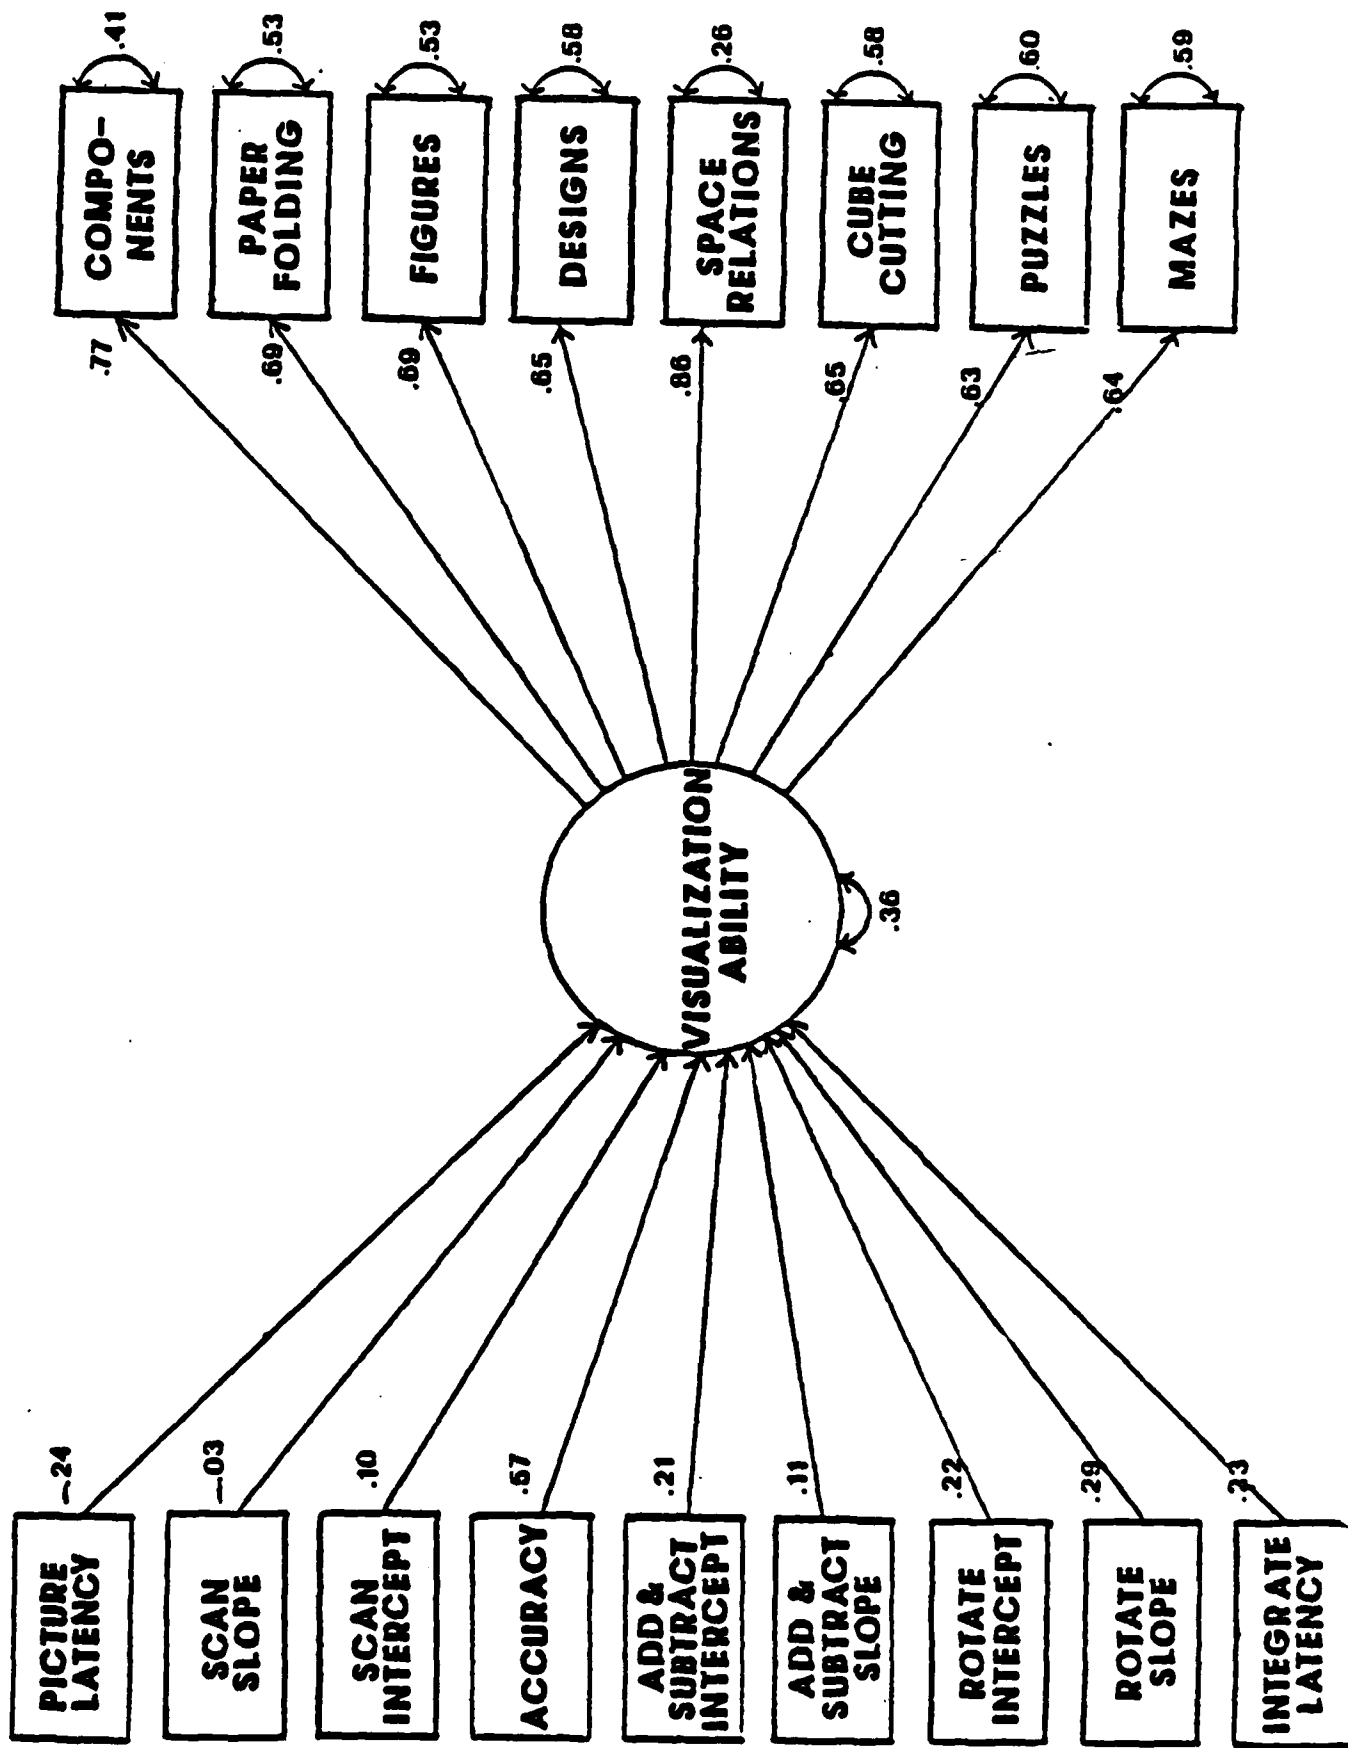 PICTURE
LATENCY
—.24
SCAN
SLOPE
—.03
SCAN
INTERCEPT
.10
ACCURACY
.57
ADD &
SUBTRACT
INTERCEPT
.21
ADD &
SUBTRACT
SLOPE
.11
ROTATE
INTERCEPT
.22
ROTATE
SLOPE
.29
INTEGRATE
LATENCY
.23
VISUALIZATION
ABILITY
.36
.77
COMPO-
NENTS
.41
.69
PAPER
FOLDING
.53
.69
FIGURES
.53
.65
DESIGNS
.58
.86
SPACE
RELATIONS
.26
.65
CUBE
CUTTING
.58
.63
PUZZLES
.60
.64
MAZES
.59